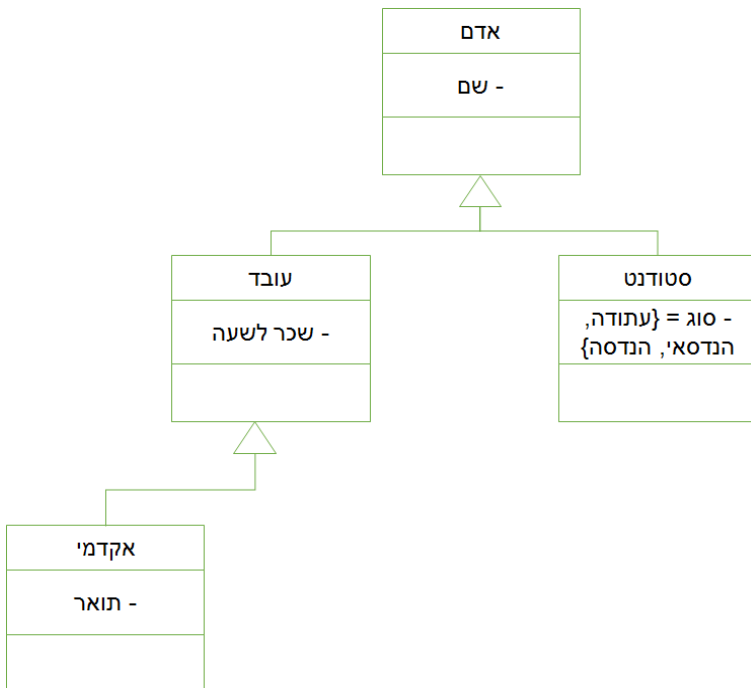 אדם
- שם
עובד
- שכר לשעה
סטודנט
- סוג = {עתודה,
הנדסאי, הנדסה}
אקדמי
- תואר